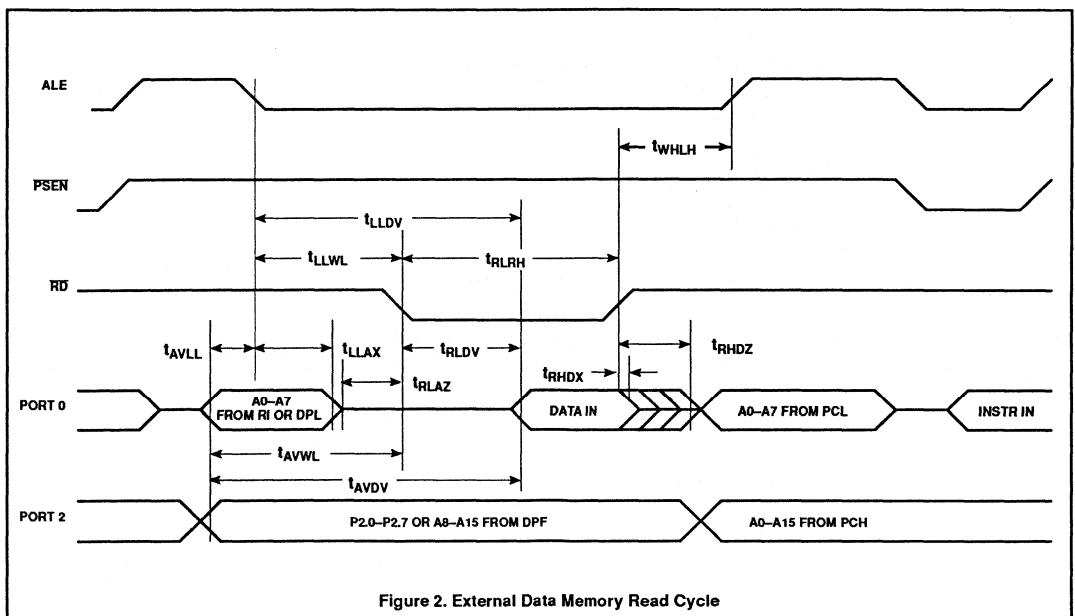 ALE
tWHLH
PSEN
tLLDV
tLLWL
tRLRH
RD
tAVLL
tLLAX
tRLDV
tRHDZ
tRLAZ
tRHDX
PORT 0
A0–A7
FROM RI OR DPL
DATA IN
A0–A7 FROM PCL
INSTR IN
tAVWL
tAVDV
PORT 2
P2.0–P2.7 OR A8–A15 FROM DPF
A0–A15 FROM PCH
Figure 2. External Data Memory Read Cycle